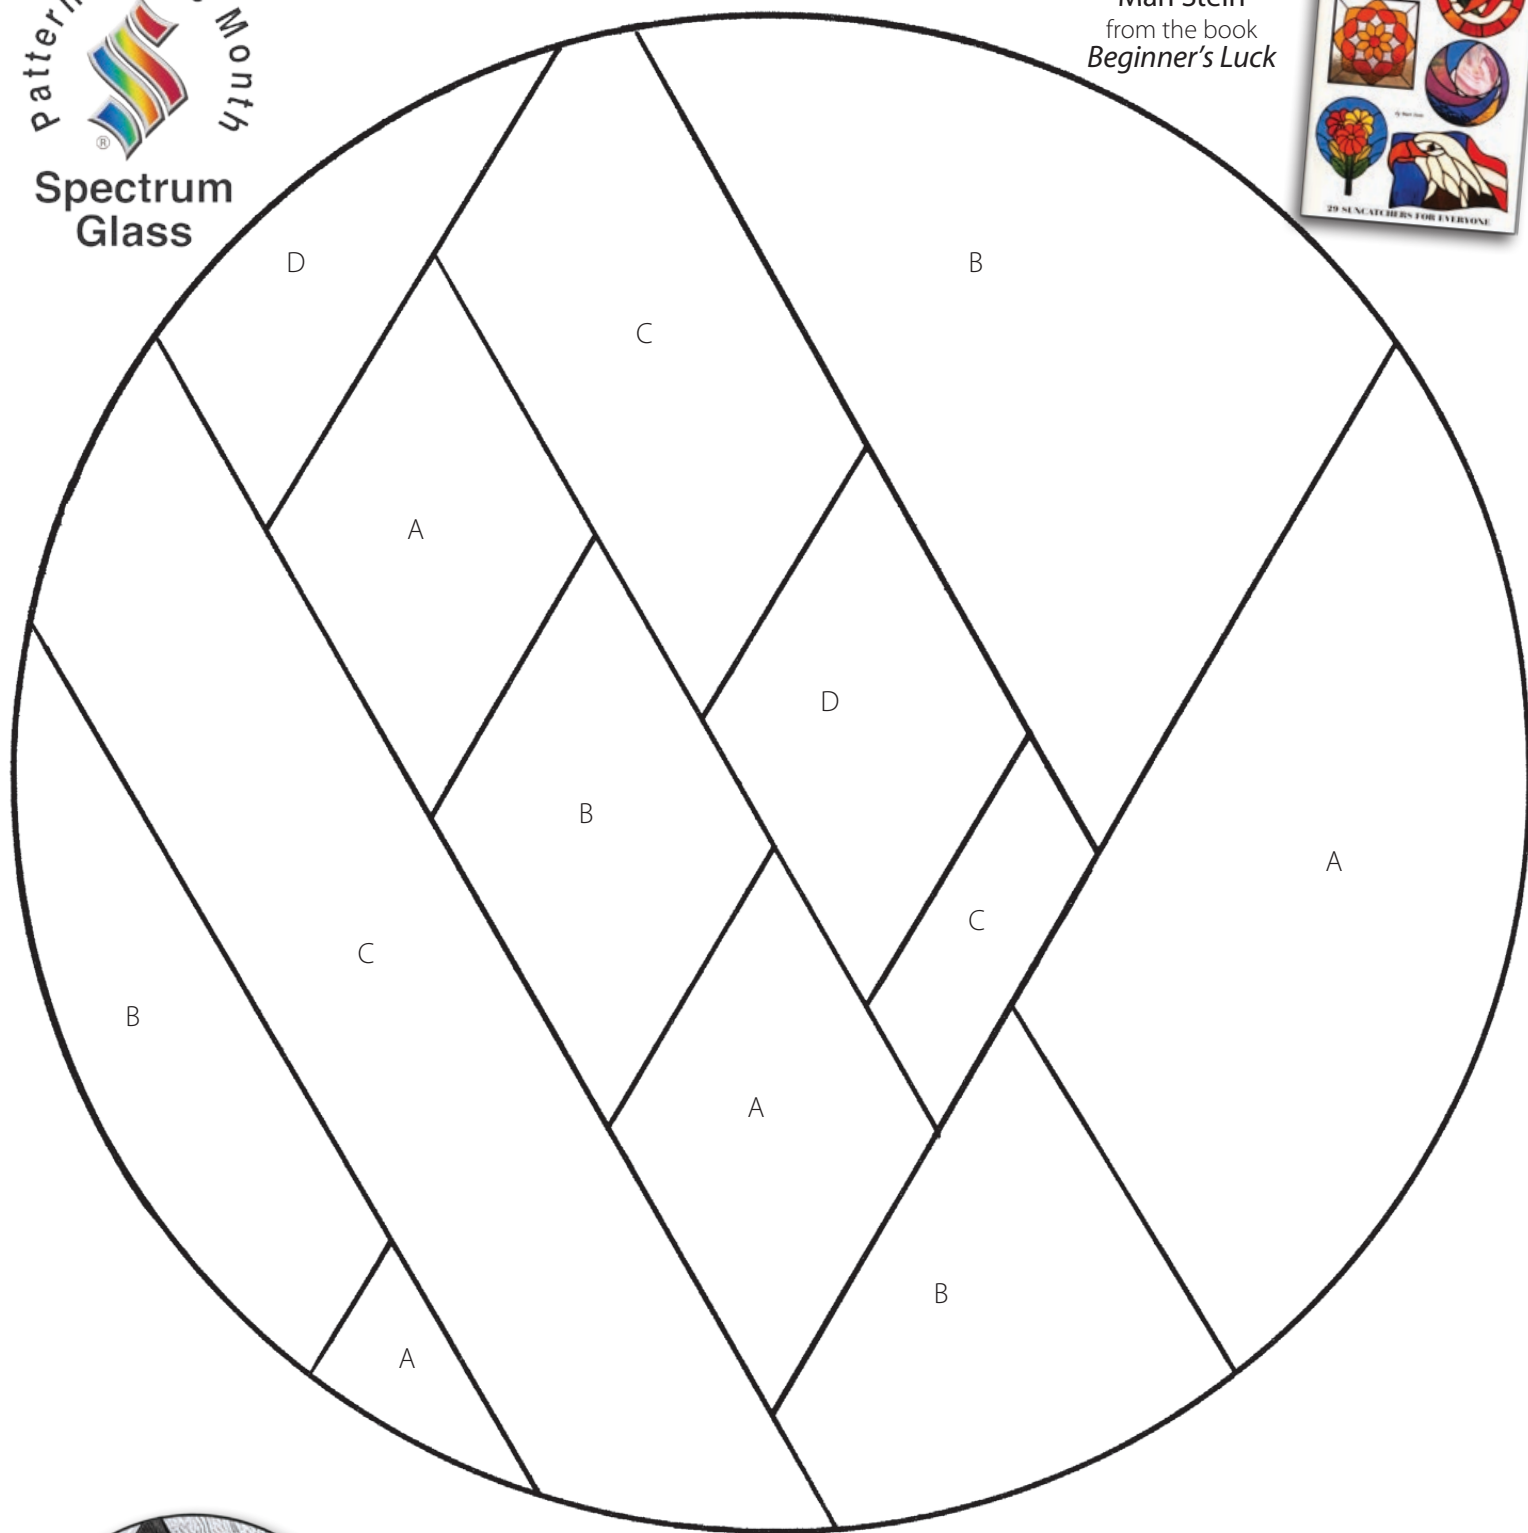 Pattern
Month
®
Spectrum
Glass
from the book
Beginner's Luck
29 SUNCATCHERS FOR EVERYONE
D
B
C
A
D
B
A
C
C
B
A
B
A